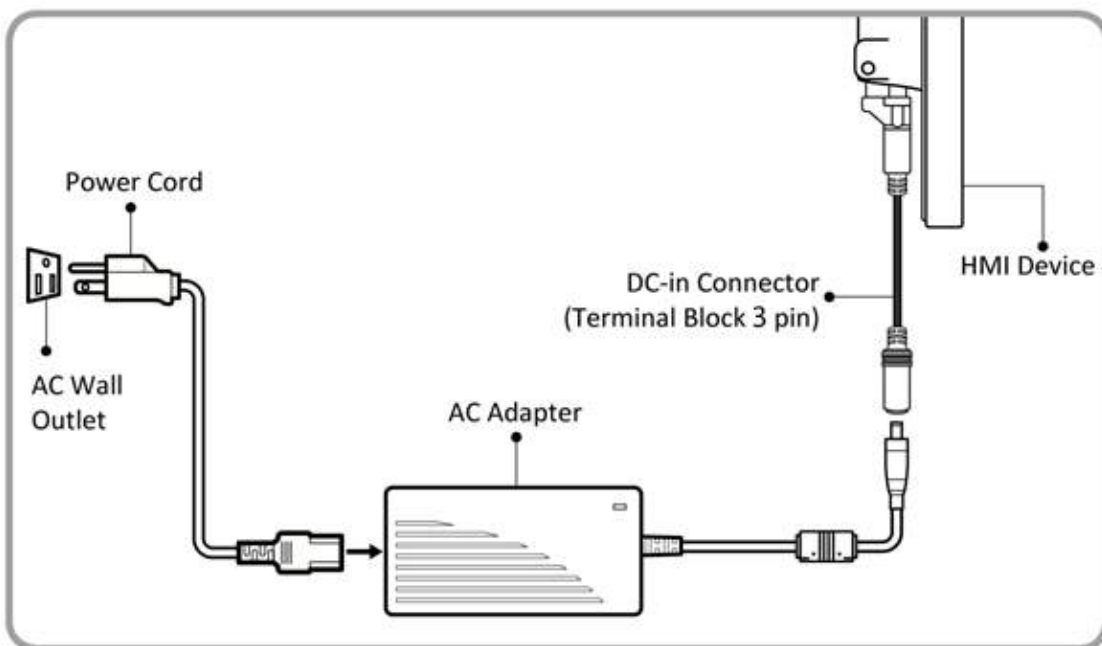 Power Cord
AC Wall
Outlet
AC Adapter
DC-in Connector
(Terminal Block 3 pin)
HMI Device